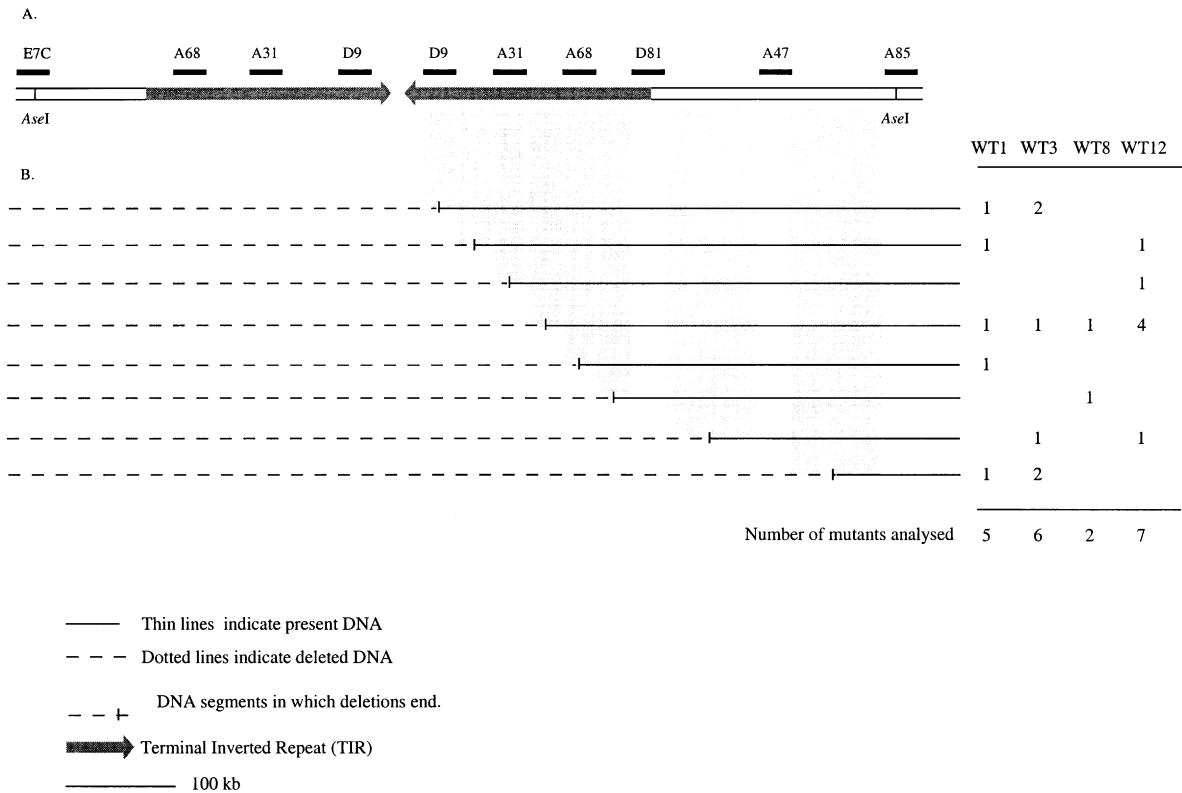 A.
E7C A68 A31 D9 D9 A31 A68 D81 A47 A85
AseI AseI
WT1 WT3 WT8 WT12
B.
1 2
1 1
1
1 1 1 4
1
1
1 1
1 2
Number of mutants analysed 5 6 2 7
Thin lines indicate present DNA
Dotted lines indicate deleted DNA
DNA segments in which deletions end.
Terminal Inverted Repeat (TIR)
100 kb